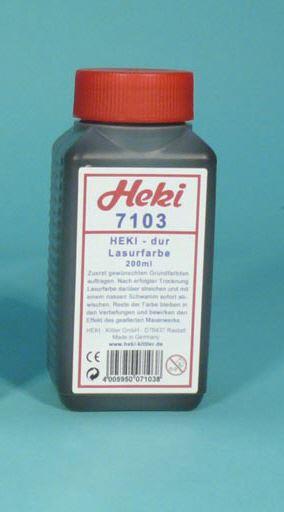 Heki
7103
HEKI - dur
Lasurfarbe
200ml
Zuerst gewünschten Grundfarbton
auftragen. Nach erfolgter Trocknung
Lasurfarbe darüber streichen und mit
einem nassen Schwamm sofort ab-
wischen. Reste der Farbe bleiben in
den Vertiefungen und bewirken den
Effekt des gealterten Mauerwerks.
HEKI - Kittler GmbH - D76437 Rastatt
Made in Germany
www.heki-kittler.de
CE
4 005950 071038